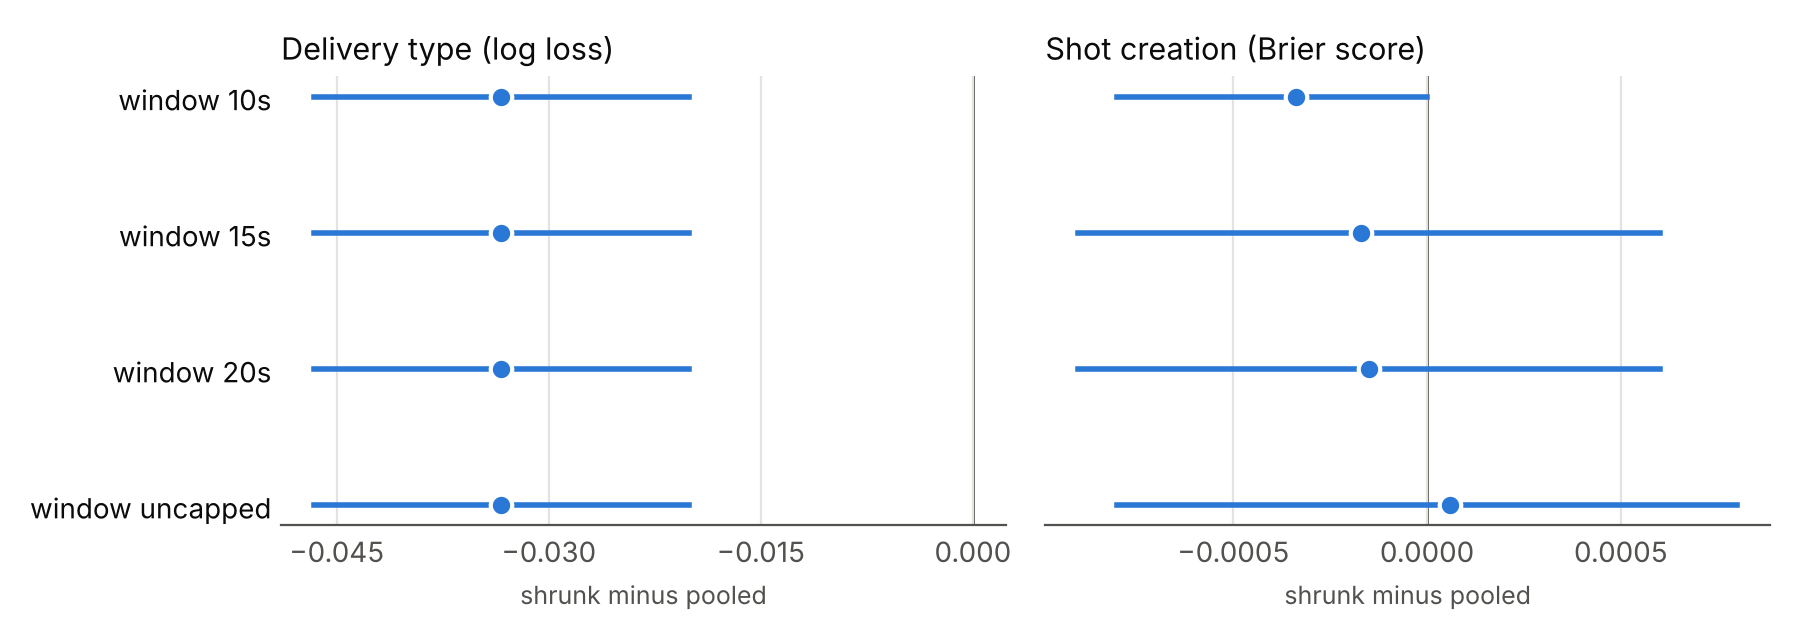 Delivery type (log loss)
Shot creation (Brier score)
window 10s
window 15s
window 20s
window uncapped
−0.045 −0.030 −0.015 0.000
−0.0005 0.0000 0.0005
shrunk minus pooled
shrunk minus pooled